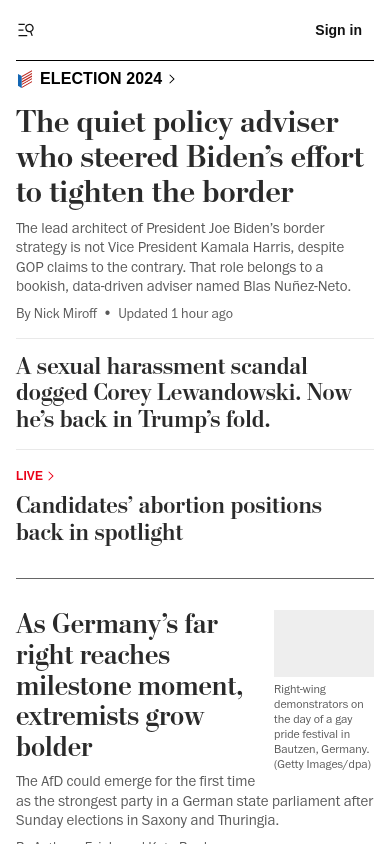 Sign in
ELECTION 2024
The quiet policy adviser
who steered Biden's effort
to tighten the border
The lead architect of President Joe Biden's border
strategy is not Vice President Kamala Harris, despite
GOP claims to the contrary. That role belongs to a
bookish, data-driven adviser named Blas Nuñez-Neto.
By Nick Miroff • Updated 1 hour ago
A sexual harassment scandal
dogged Corey Lewandowski. Now
he's back in Trump's fold.
LIVE
Candidates' abortion positions
back in spotlight
As Germany's far
right reaches
milestone moment,
extremists grow
bolder
Right-wing
demonstrators on
the day of a gay
pride festival in
Bautzen, Germany.
(Getty Images/dpa)
The AfD could emerge for the first time
as the strongest party in a German state parliament after
Sunday elections in Saxony and Thuringia.